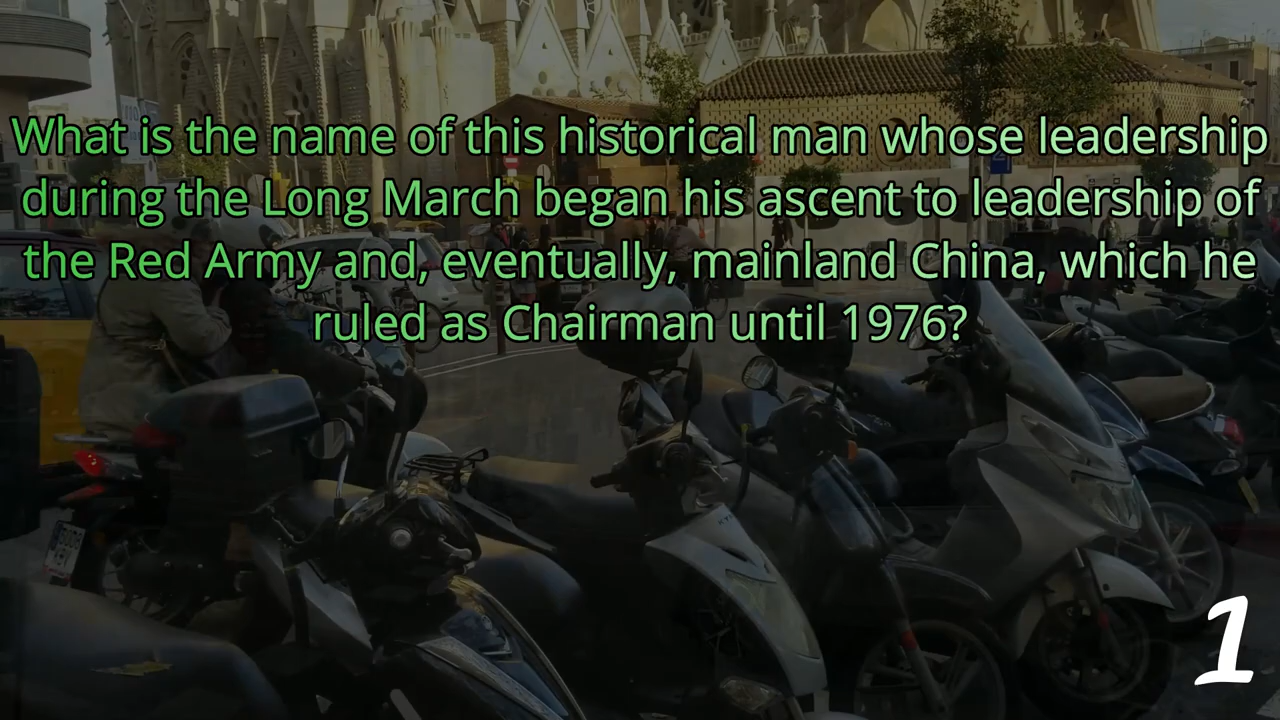 What is the name of this historical man whose leadership
during the Long March began his ascent to leadership of
the Red Army and, eventually, mainland China, which he
ruled as Chairman until 1976?
1